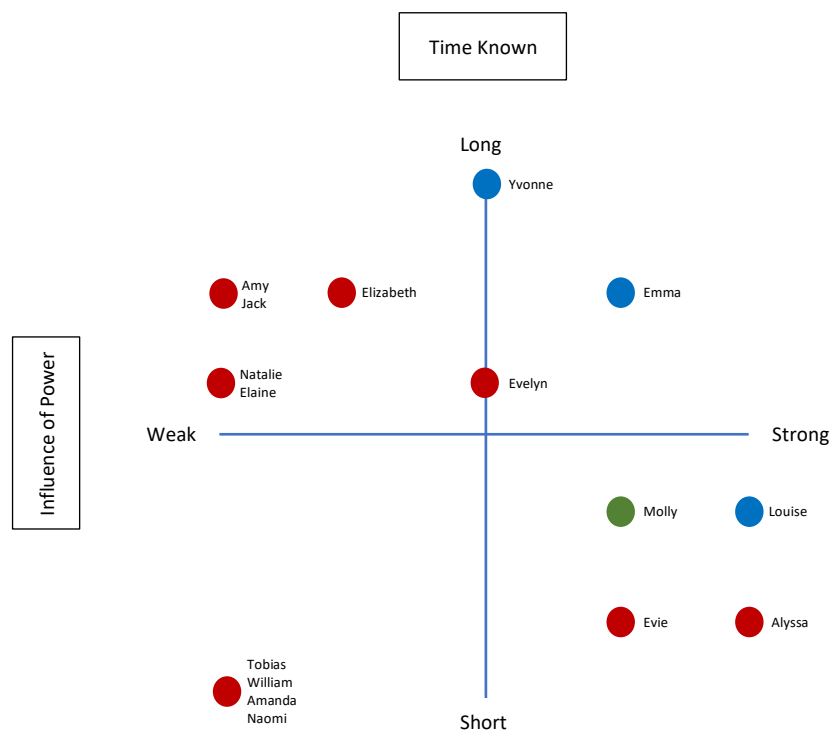 Time Known
Long
Yvonne
Amy
Jack
Elizabeth
Emma
Natalie
Elaine
Evelyn
Influence of Power
Weak
Strong
Molly
Louise
Evie
Alyssa
Tobias
William
Amanda
Naomi
Short